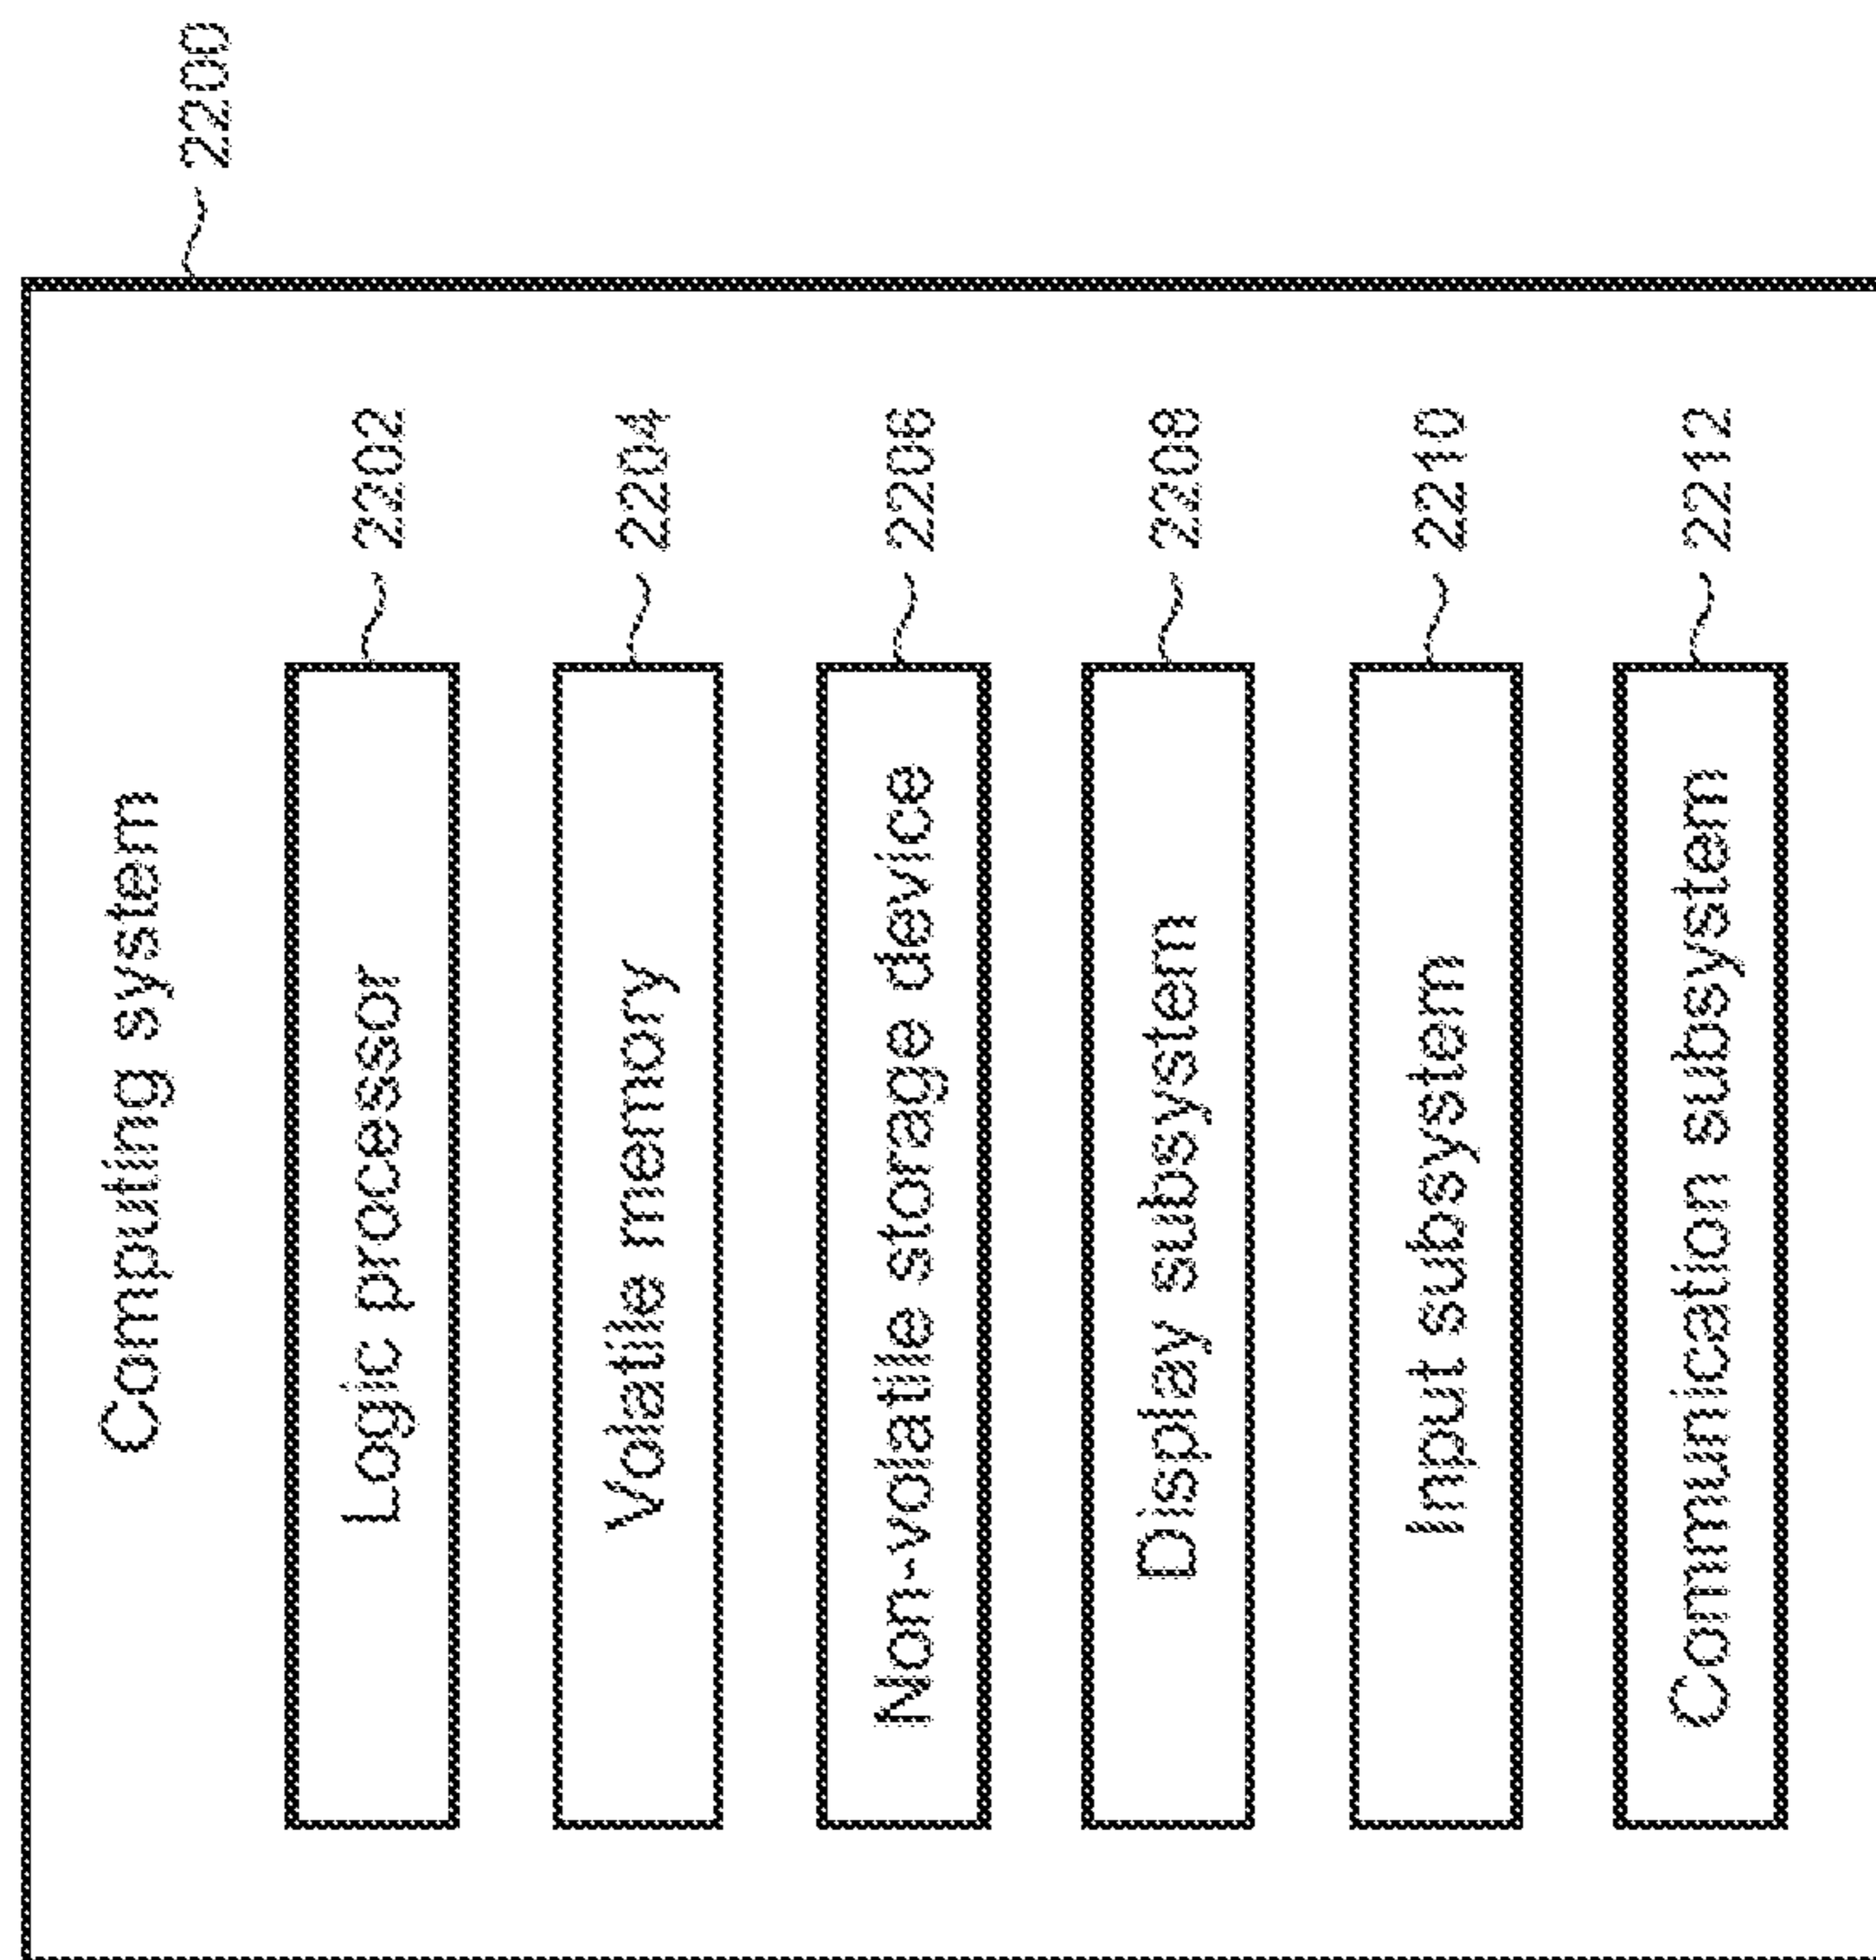 2200
Computing system
Logic processor 2202
Volatile memory 2204
Non-volatile storage device 2206
Display subsystem 2208
Input subsystem 2210
Communication subsystem 2212